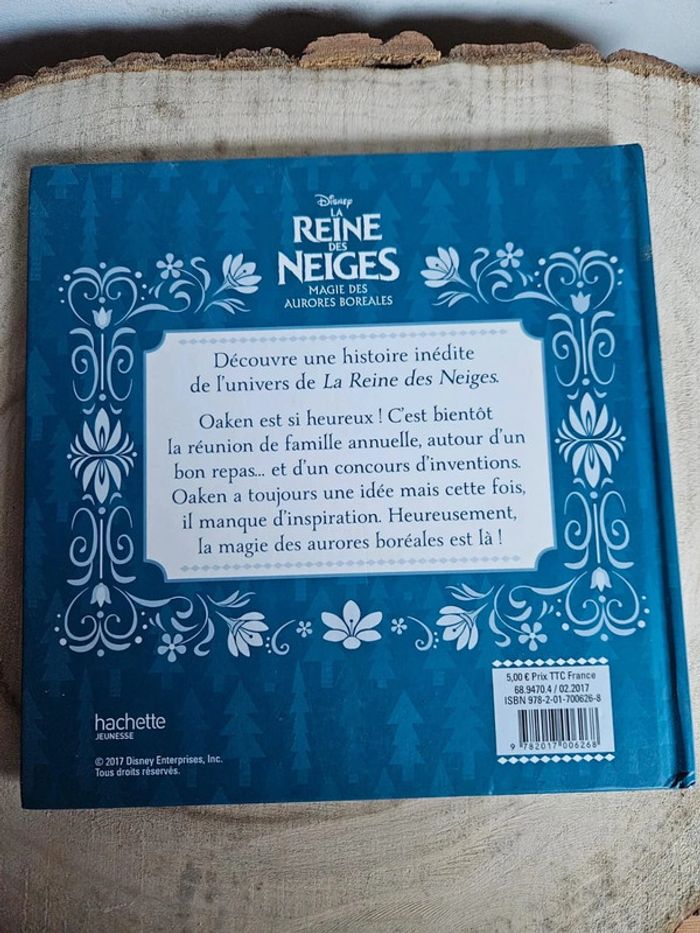 Disney
LA
REINE
DES
NEIGES
MAGIE DES
AURORES BOREALES
Découvre une histoire inédite
de l'univers de La Reine des Neiges.
Oaken est si heureux ! C'est bientôt
la réunion de famille annuelle, autour d'un
bon repas... et d'un concours d'inventions.
Oaken a toujours une idée mais cette fois,
il manque d'inspiration. Heureusement,
la magie des aurores boréales est là !
5,00 € Prix TTC France
68.9470.4 / 02.2017
ISBN 978-2-01-700626-8
9 782017 006268
hachette
JEUNESSE
© 2017 Disney Enterprises, Inc.
Tous droits réservés.